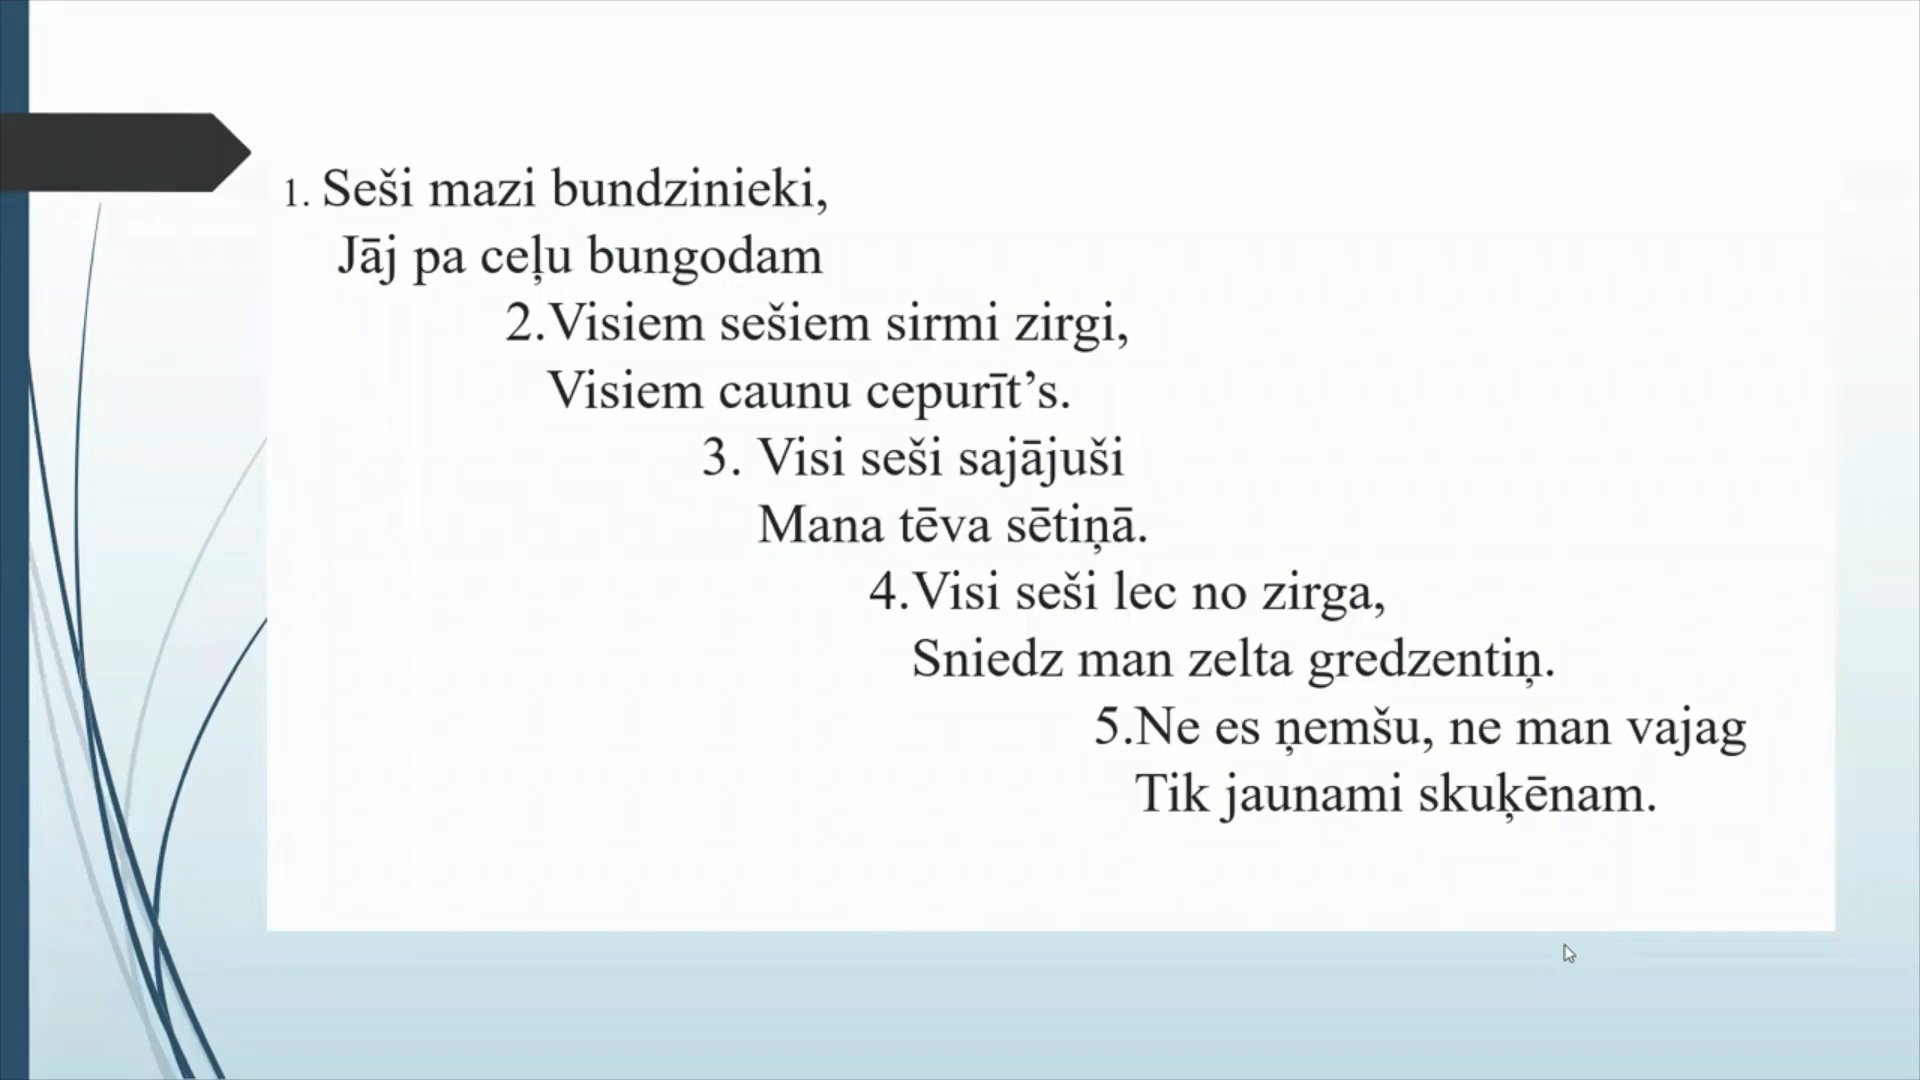 1. Seši mazi bundzinieki,
Jāj pa ceļu bungodam
2.Visiem sešiem sirmi zirgi,
Visiem caunu cepurīt’s.
3. Visi seši sajājuši
Mana tēva sētiņā.
4.Visi seši lec no zirga,
Sniedz man zelta gredzentiņ.
5.Ne es ņemšu, ne man vajag
Tik jaunami skuķēnam.